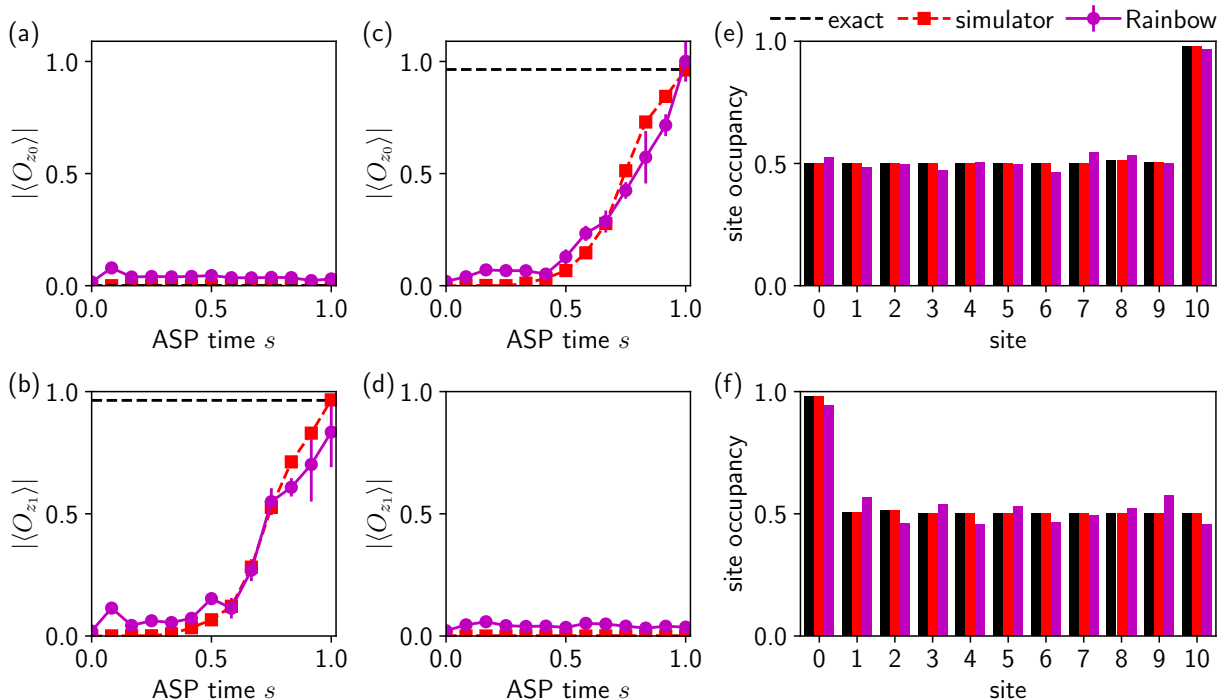 exact simulator Rainbow
(a)
1.0
0.5
0.0
|⟨O_{z_0}⟩|
0.0 0.5 1.0
ASP time s
(c)
1.0
0.5
0.0
|⟨O_{z_0}⟩|
0.0 0.5 1.0
ASP time s
(e)
1.0
0.5
0.0
site occupancy
0 1 2 3 4 5 6 7 8 9 10
site
(b)
1.0
0.5
0.0
|⟨O_{z_1}⟩|
0.0 0.5 1.0
ASP time s
(d)
1.0
0.5
0.0
|⟨O_{z_1}⟩|
0.0 0.5 1.0
ASP time s
(f)
1.0
0.5
0.0
site occupancy
0 1 2 3 4 5 6 7 8 9 10
site